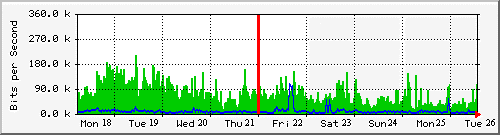 360.0 k
270.0 k
180.0 k
90.0 k
0.0 k
Bits per Second
Mon 18 Tue 19 Wed 20 Thu 21 Fri 22 Sat 23 Sun 24 Mon 25 Tue 26